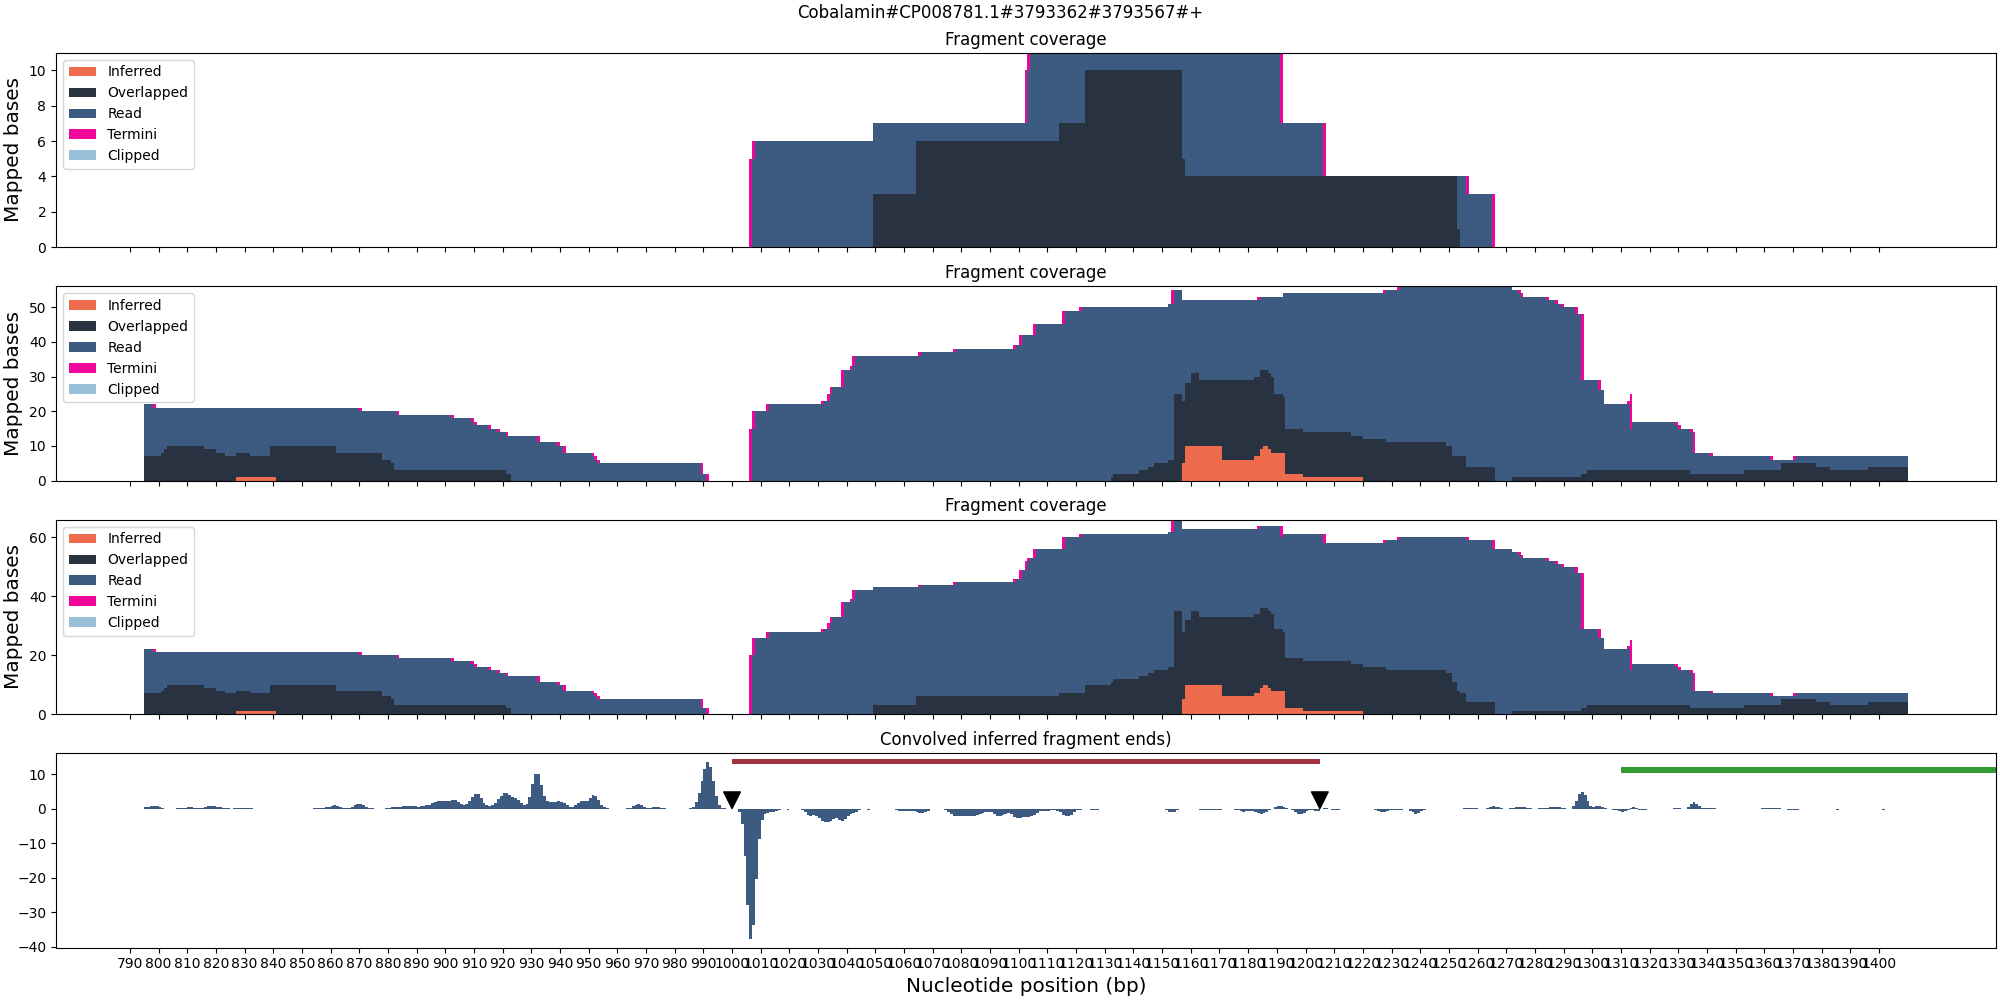 Cobalamin#CP008781.1#3793362#3793567#+
Fragment coverage
Mapped bases
10
8
6
4
2
0
Inferred
Overlapped
Read
Termini
Clipped
Fragment coverage
Mapped bases
50
40
30
20
10
0
Inferred
Overlapped
Read
Termini
Clipped
Fragment coverage
Mapped bases
60
40
20
0
Inferred
Overlapped
Read
Termini
Clipped
Convolved inferred fragment ends)
10
0
−10
−20
−30
−40
790 800 810 820 830 840 850 860 870 880 890 900 910 920 930 940 950 960 970 980 990 1000 1010 1020 1030 1040 1050 1060 1070 1080 1090 1100 1110 1120 1130 1140 1150 1160 1170 1180 1190 1200 1210 1220 1230 1240 1250 1260 1270 1280 1290 1300 1310 1320 1330 1340 1350 1360 1370 1380 1390 1400
Nucleotide position (bp)